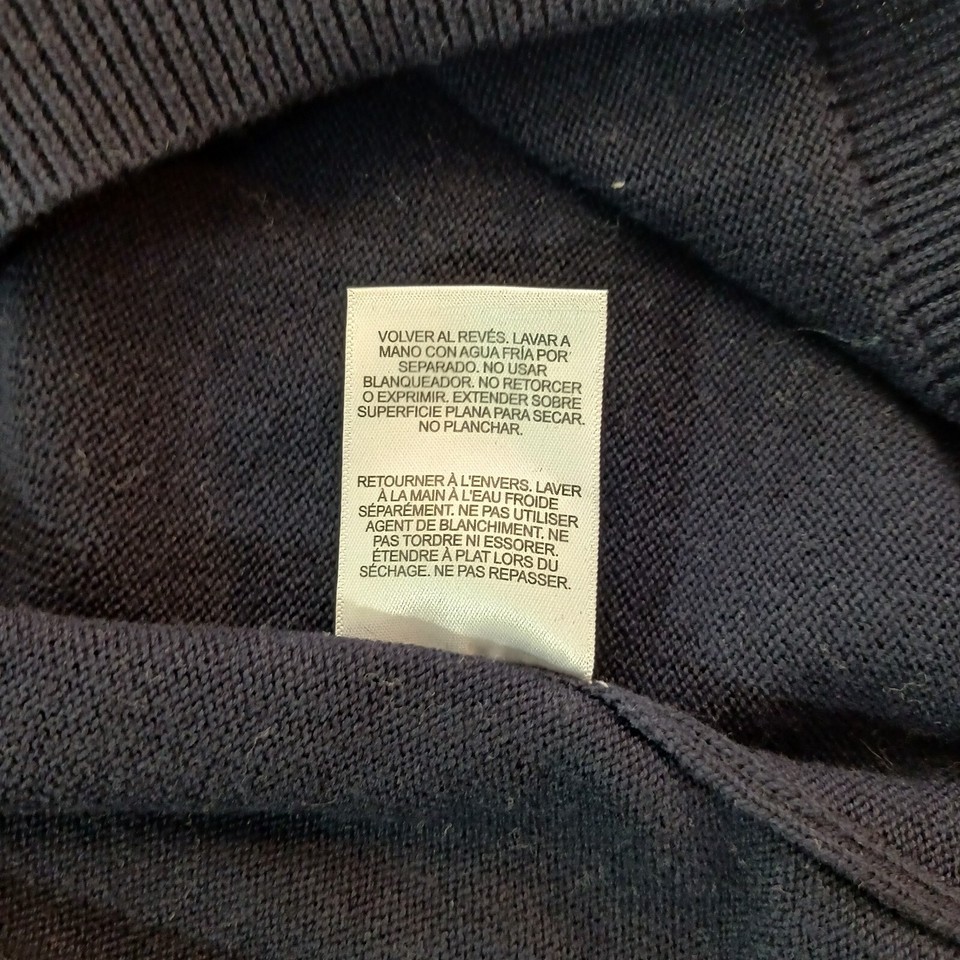 VOLVER AL REVÉS. LAVAR A
MANO CON AGUA FRÍA POR
SEPARADO. NO USAR
BLANQUEADOR. NO RETORCER
O EXPRIMIR. EXTENDER SOBRE
SUPERFICIE PLANA PARA SECAR.
NO PLANCHAR.
RETOURNER À L'ENVERS. LAVER
À LA MAIN À L'EAU FROIDE
SÉPARÉMENT. NE PAS UTILISER
AGENT DE BLANCHIMENT. NE
PAS TORDRE NI ESSORER.
ÉTENDRE À PLAT LORS DU
SÉCHAGE. NE PAS REPASSER.